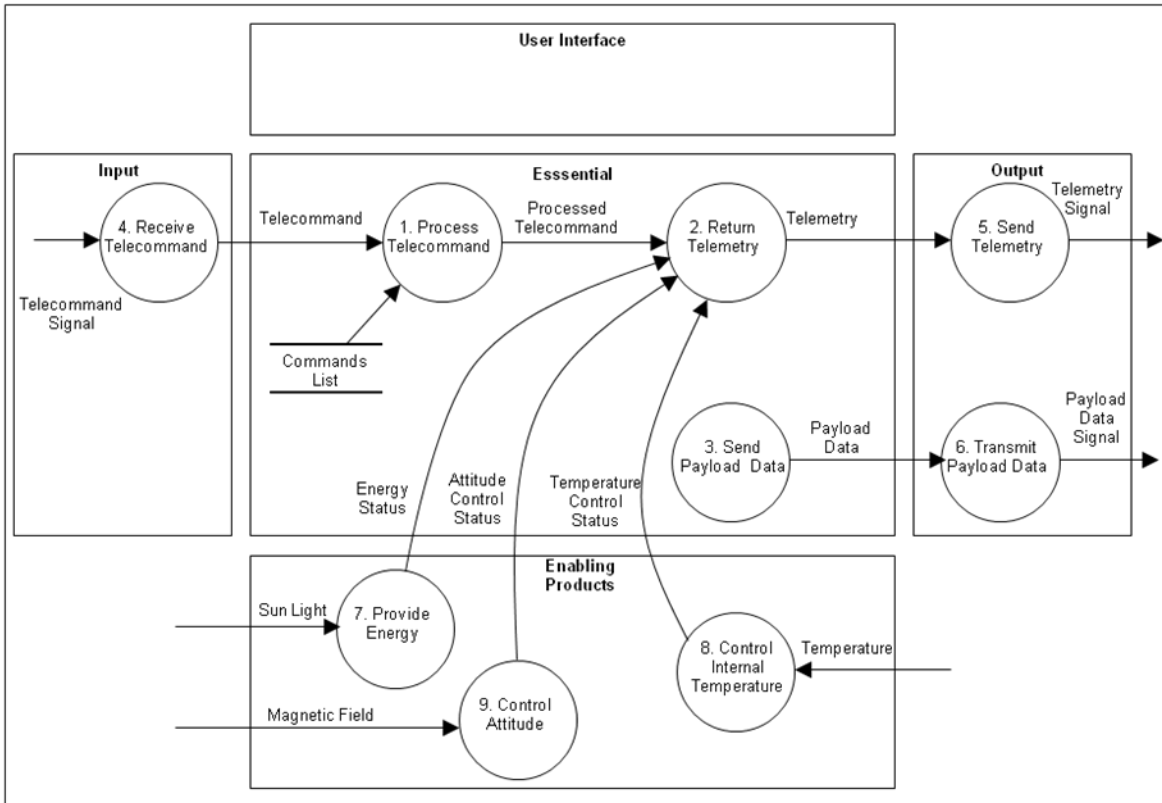 User Interface
Input
Esssential
Output
4. Receive
Telecommand
Telecommand
Signal
Telecommand
1. Process
Telecommand
Processed
Telecommand
2. Return
Telemetry
Telemetry
5. Send
Telemetry
Telemetry
Signal
Commands
List
3. Send
Payload Data
Payload
Data
6. Transmit
Payload Data
Payload
Data
Signal
Energy
Status
Attitude
Control
Status
Temperature
Control
Status
Enabling
Products
Sun Light
7. Provide
Energy
Magnetic Field
9. Control
Attitude
8. Control
Internal
Temperature
Temperature